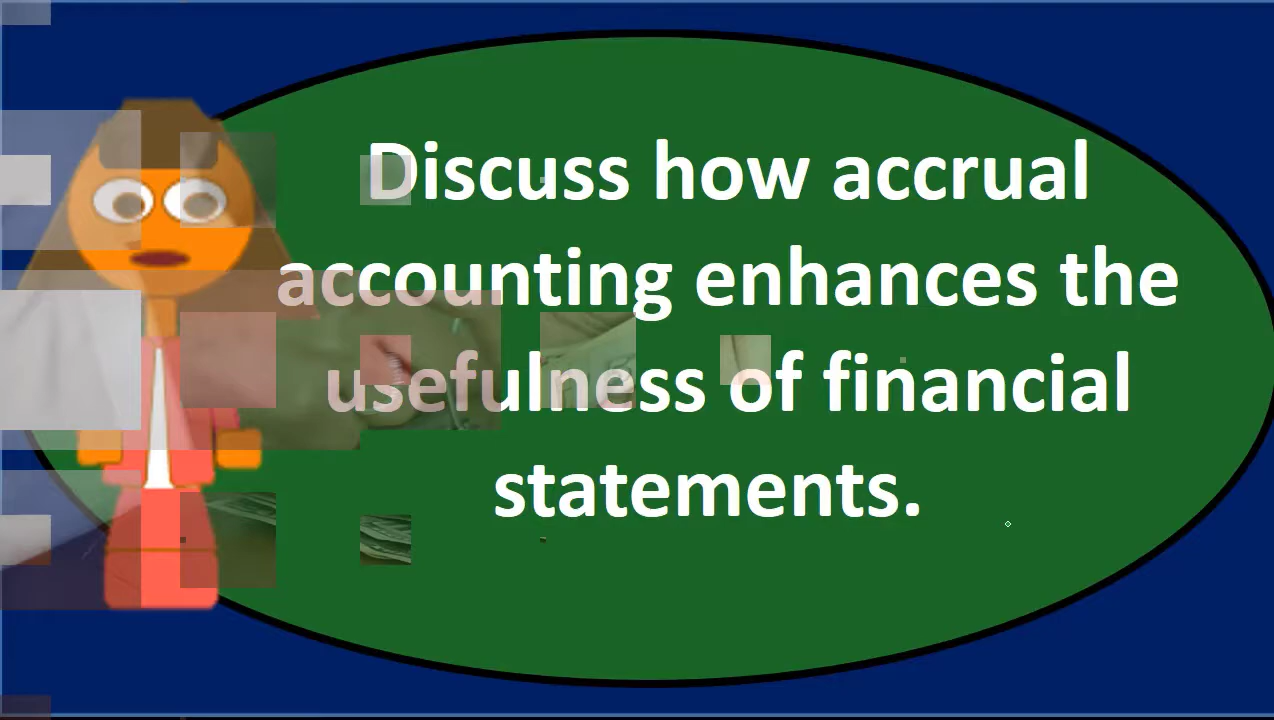 Discuss how accrual
accounting enhances the
usefulness of financial
statements.